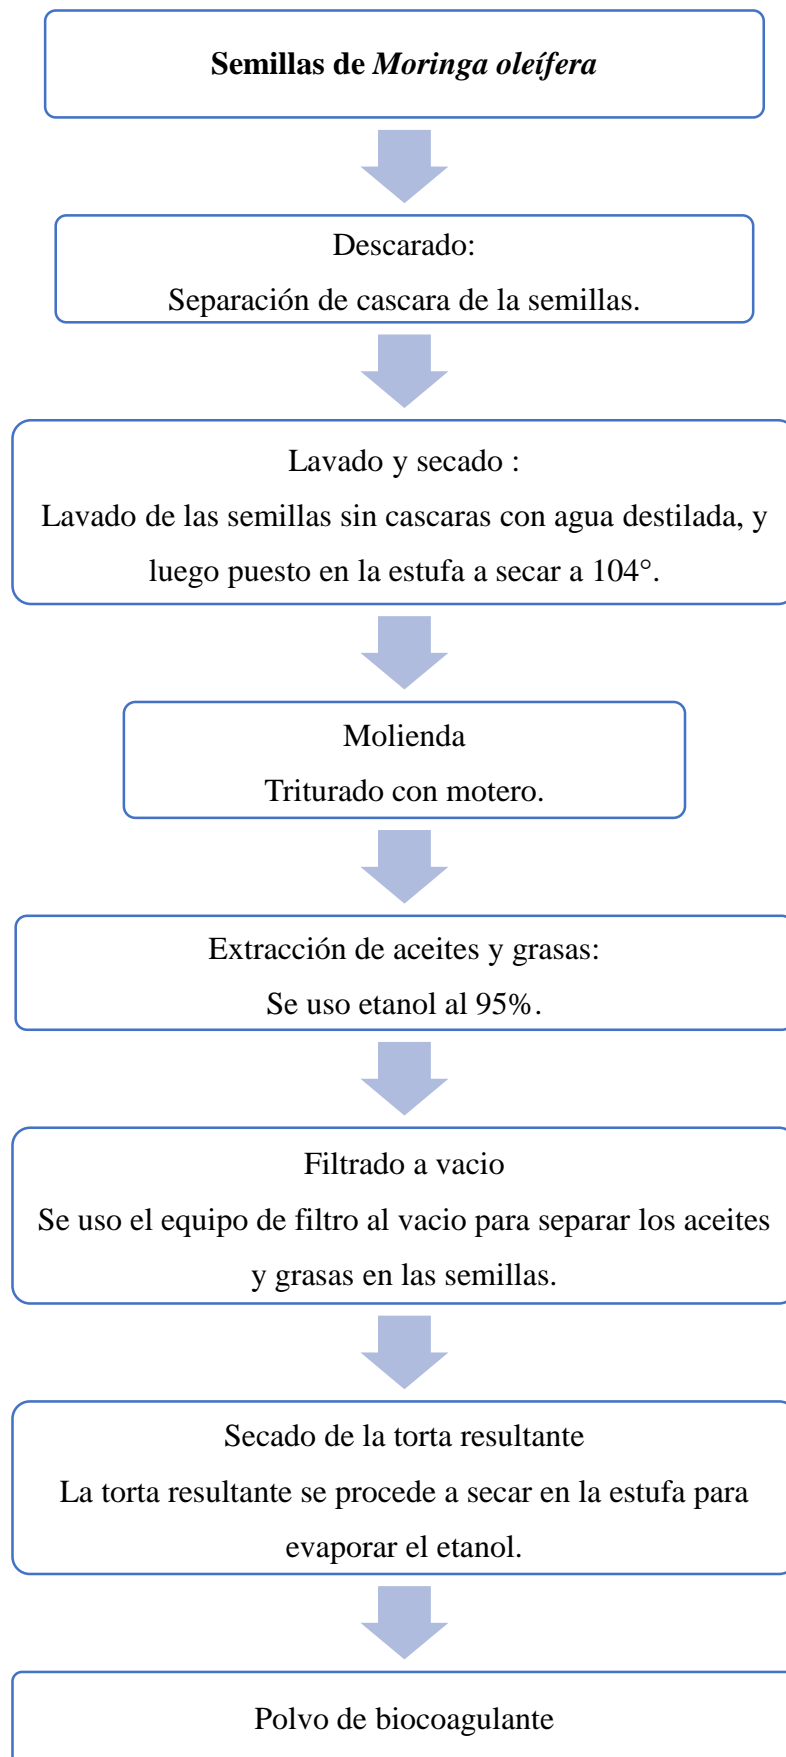 Semillas de Moringa oleífera
Descarado:
Separación de cascara de la semillas.
Lavado y secado :
Lavado de las semillas sin cascaras con agua destilada, y
luego puesto en la estufa a secar a 104°.
Molienda
Triturado con motero.
Extracción de aceites y grasas:
Se uso etanol al 95%.
Filtrado a vacio
Se uso el equipo de filtro al vacio para separar los aceites
y grasas en las semillas.
Secado de la torta resultante
La torta resultante se procede a secar en la estufa para
evaporar el etanol.
Polvo de biocoagulante